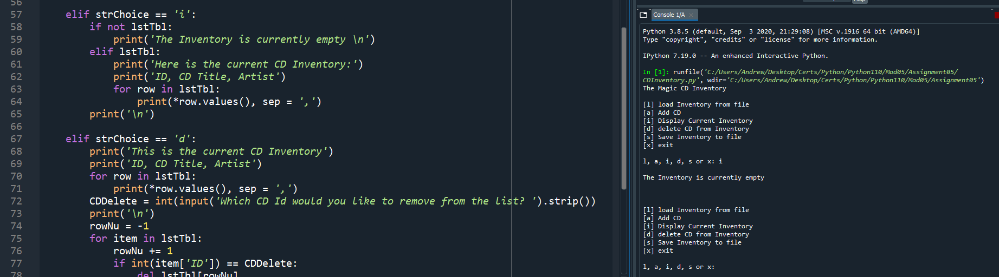 56
57 elif strChoice == 'i':
58 if not lstTbl:
59 print('The Inventory is currently empty \n')
60 elif lstTbl:
61 print('Here is the current CD Inventory:')
62 print('ID, CD Title, Artist')
63 for row in lstTbl:
64 print(*row.values(), sep = ',')
65 print('\n')
66
67 elif strChoice == 'd':
68 print('This is the current CD Inventory')
69 print('ID, CD Title, Artist')
70 for row in lstTbl:
71 print(*row.values(), sep = ',')
72 CDDelete = int(input('Which CD Id would you like to remove from the list? ').strip())
73 print('\n')
74 rowNu = -1
75 for item in lstTbl:
76 rowNu += 1
77 if int(item['ID']) == CDDelete:
78 del lstTbl[rowNu]
Help
Console 1/A
Python 3.8.5 (default, Sep  3 2020, 21:29:08) [MSC v.1916 64 bit (AMD64)]
Type "copyright", "credits" or "license" for more information.
IPython 7.19.0 -- An enhanced Interactive Python.
In [1]: runfile('C:/Users/Andrew/Desktop/Certs/Python/Python110/Mod05/Assignment05/
CDInventory.py', wdir='C:/Users/Andrew/Desktop/Certs/Python/Python110/Mod05/Assignment05')
The Magic CD Inventory
[l] load Inventory from file
[a] Add CD
[i] Display Current Inventory
[d] delete CD from Inventory
[s] Save Inventory to file
[x] exit
l, a, i, d, s or x: i
The Inventory is currently empty
[l] load Inventory from file
[a] Add CD
[i] Display Current Inventory
[d] delete CD from Inventory
[s] Save Inventory to file
[x] exit
l, a, i, d, s or x: